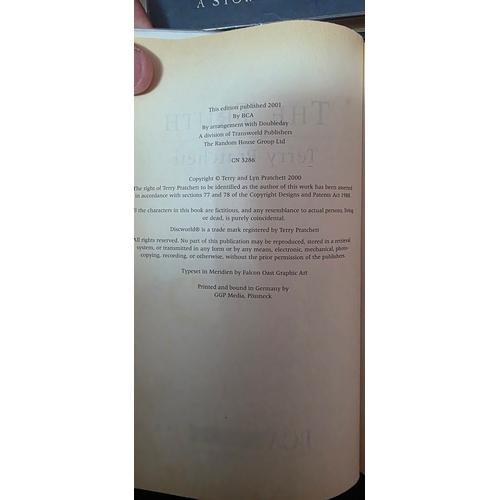 A STOW
This edition published 2001
By BCA
By arrangement with Doubleday
A division of Transworld Publishers
The Random House Group Ltd
CN 3286
Copyright © Terry and Lyn Pratchett 2000
The right of Terry Pratchett to be identified as the author of this work has been asserted
in accordance with sections 77 and 78 of the Copyright Designs and Patents Act 1988.
All the characters in this book are fictitious, and any resemblance to actual persons, living
or dead, is purely coincidental.
Discworld® is a trade mark registered by Terry Pratchett
All rights reserved. No part of this publication may be reproduced, stored in a retrieval
system, or transmitted in any form or by any means, electronic, mechanical, photo-
copying, recording, or otherwise, without the prior permission of the publishers.
Typeset in Meridien by Falcon Oast Graphic Art
Printed and bound in Germany by
GGP Media, Pössneck